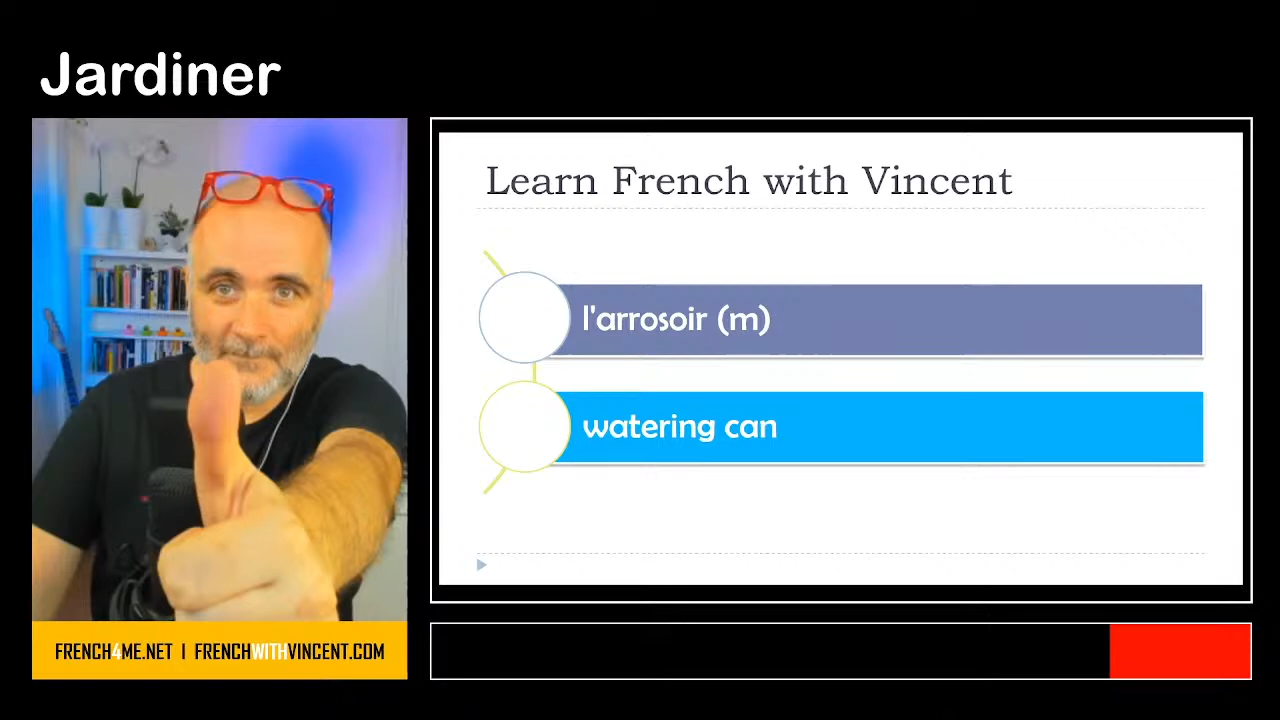 Jardiner
Learn French with Vincent
l'arrosoir (m)
watering can
FRENCH4ME.NET I FRENCHWITHVINCENT.COM